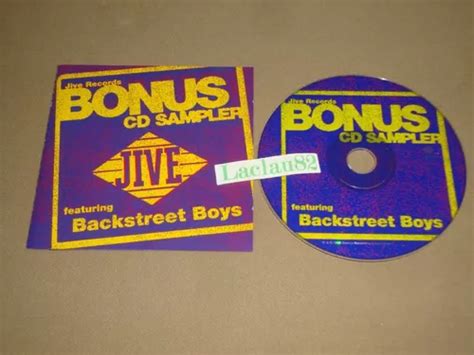 Jive Records
BONUS
CD SAMPLER
JIVE
featuring
Backstreet Boys
Laclau82
Jive Records
BONUS
CD SAMPLER
featuring
Backstreet Boys